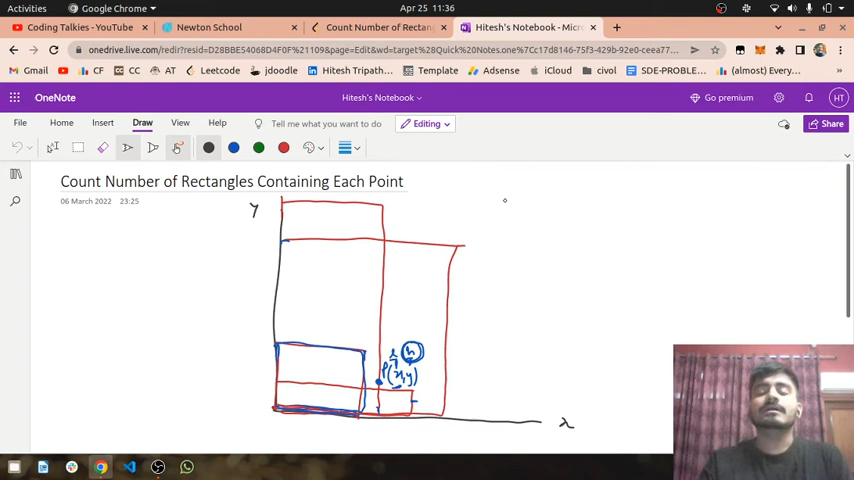 Activities
Google Chrome
Apr 25 11:36
Coding Talkies - YouTube
Newton School
Count Number of Rectang
Hitesh's Notebook - Micro
onedrive.live.com/redir?resid=D28BBE54068D4F0F%21109&page=Edit&wd=target%28Quick%20Notes.one%7Cc17d8146-75f3-429b-92e0-ceea77...
Gmail
CF
CC
AT
Leetcode
jdoodle
Hitesh Tripath...
Template
Adsense
iCloud
civol
SDE-PROBLE...
(almost) Every...
OneNote
Hitesh's Notebook
Go premium
HT
File
Home
Insert
Draw
View
Help
Tell me what you want to do
Editing
Share
Count Number of Rectangles Containing Each Point
06 March 2022 23:25
y
h
P(x,y)
x